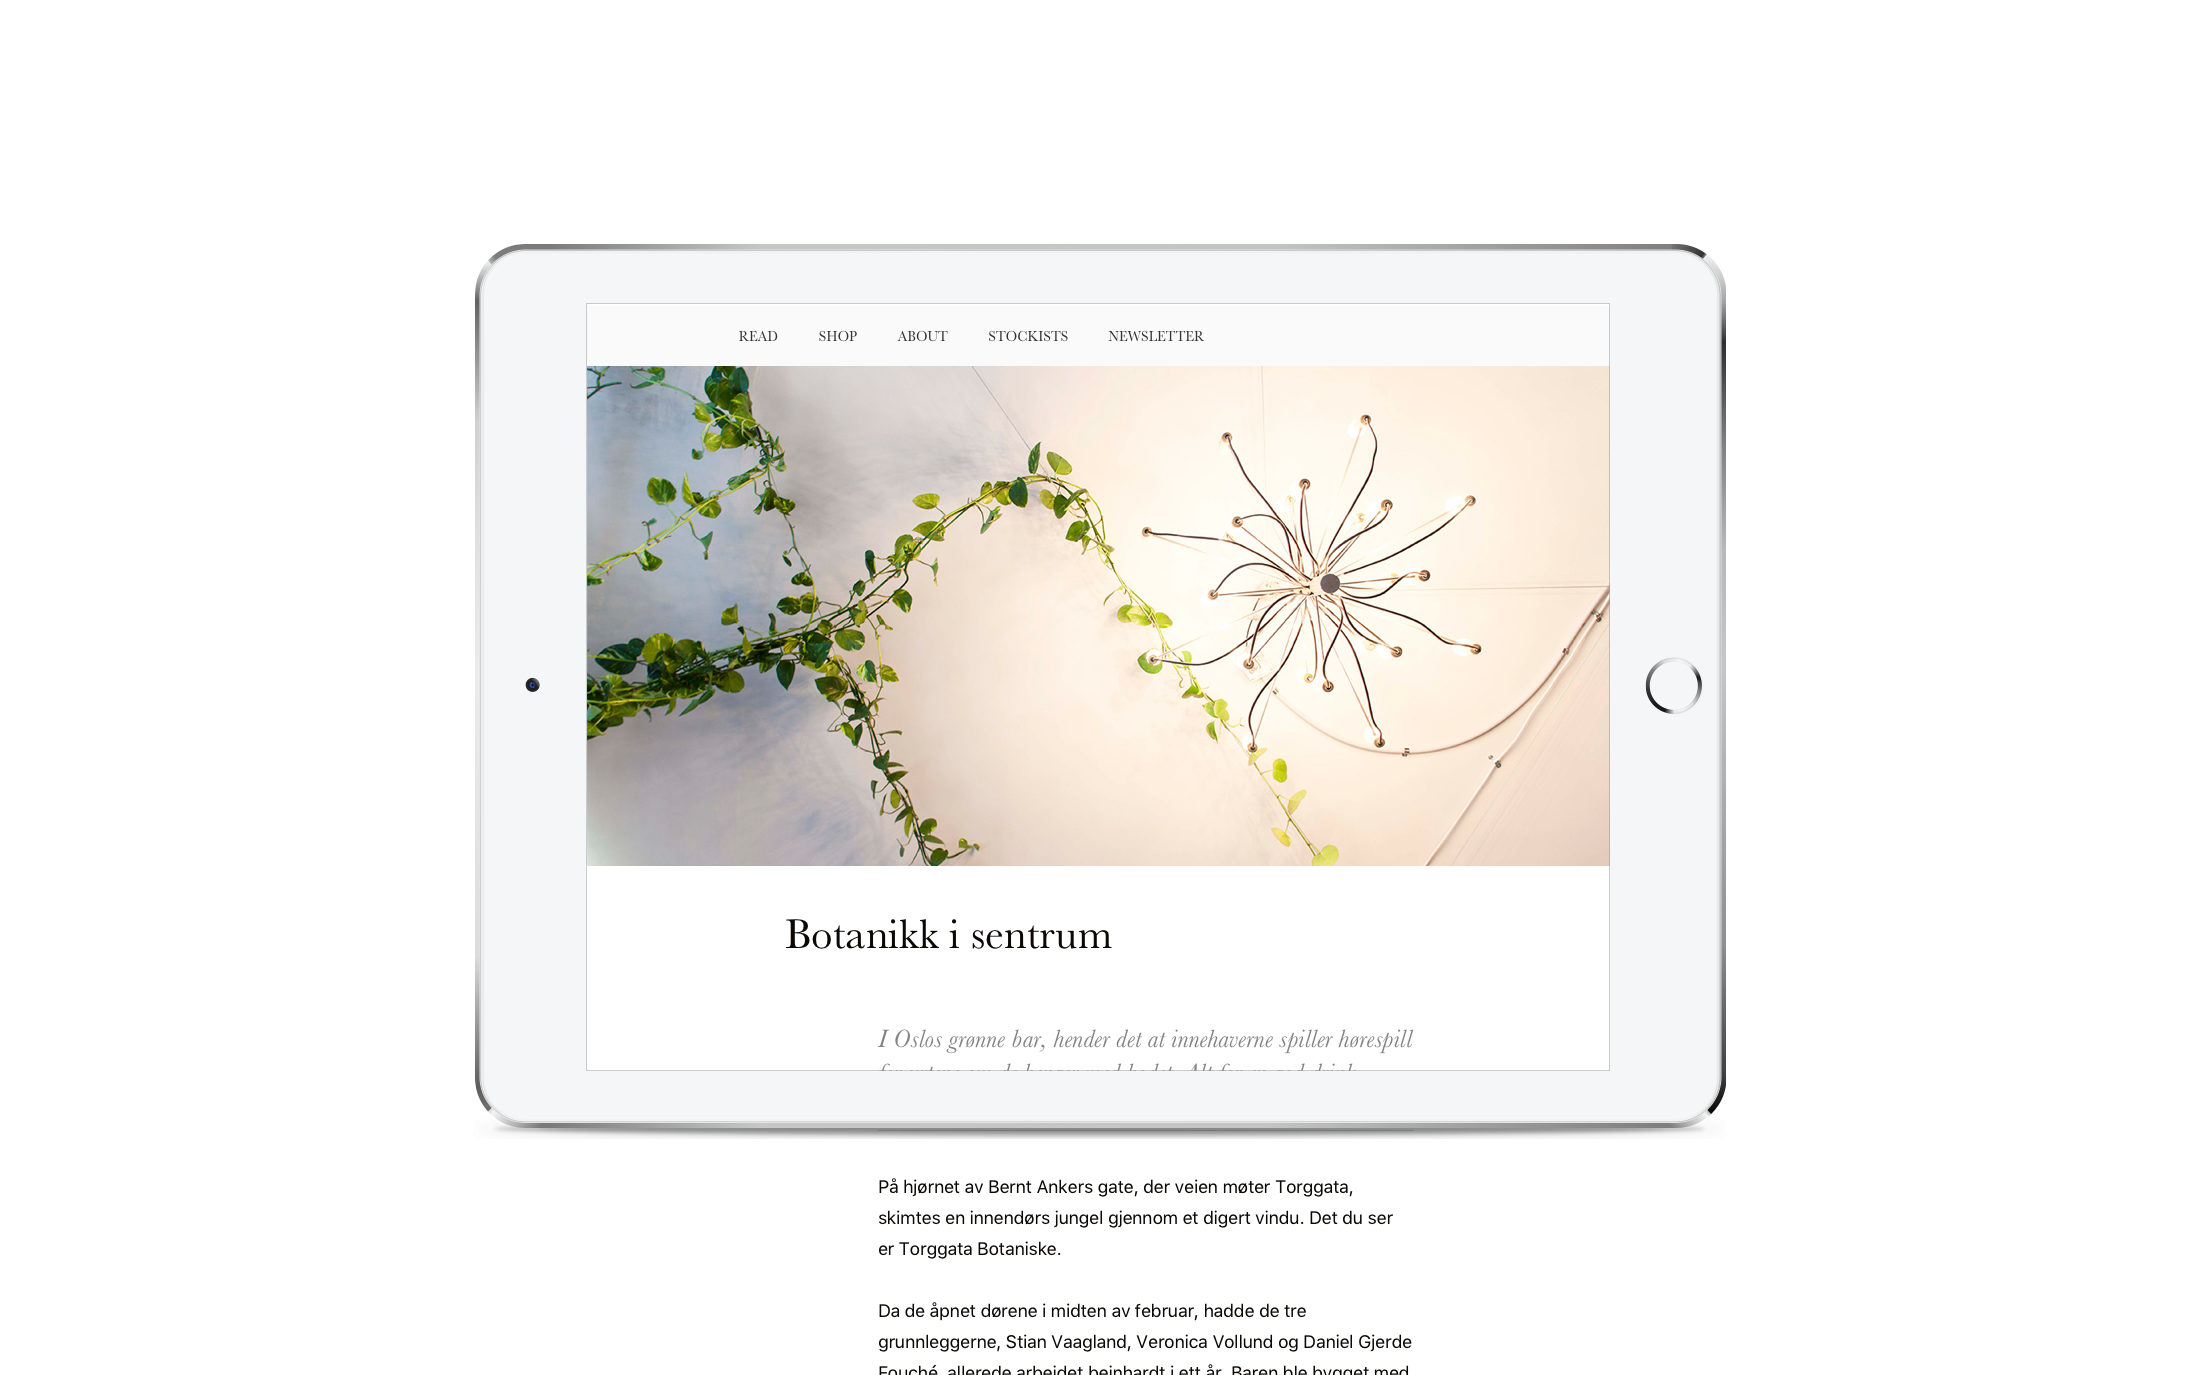 READ SHOP ABOUT STOCKISTS NEWSLETTER
Botanikk i sentrum
I Oslos grønne bar, hender det at innehaverne spiller hørespill
På hjørnet av Bernt Ankers gate, der veien møter Torggata,
skimtes en innendørs jungel gjennom et digert vindu. Det du ser
er Torggata Botaniske.
Da de åpnet dørene i midten av februar, hadde de tre
grunnleggerne, Stian Vaagland, Veronica Vollund og Daniel Gjerde
Fouché, allerede arbeidet beinhardt i ett år. Baren ble bygget med